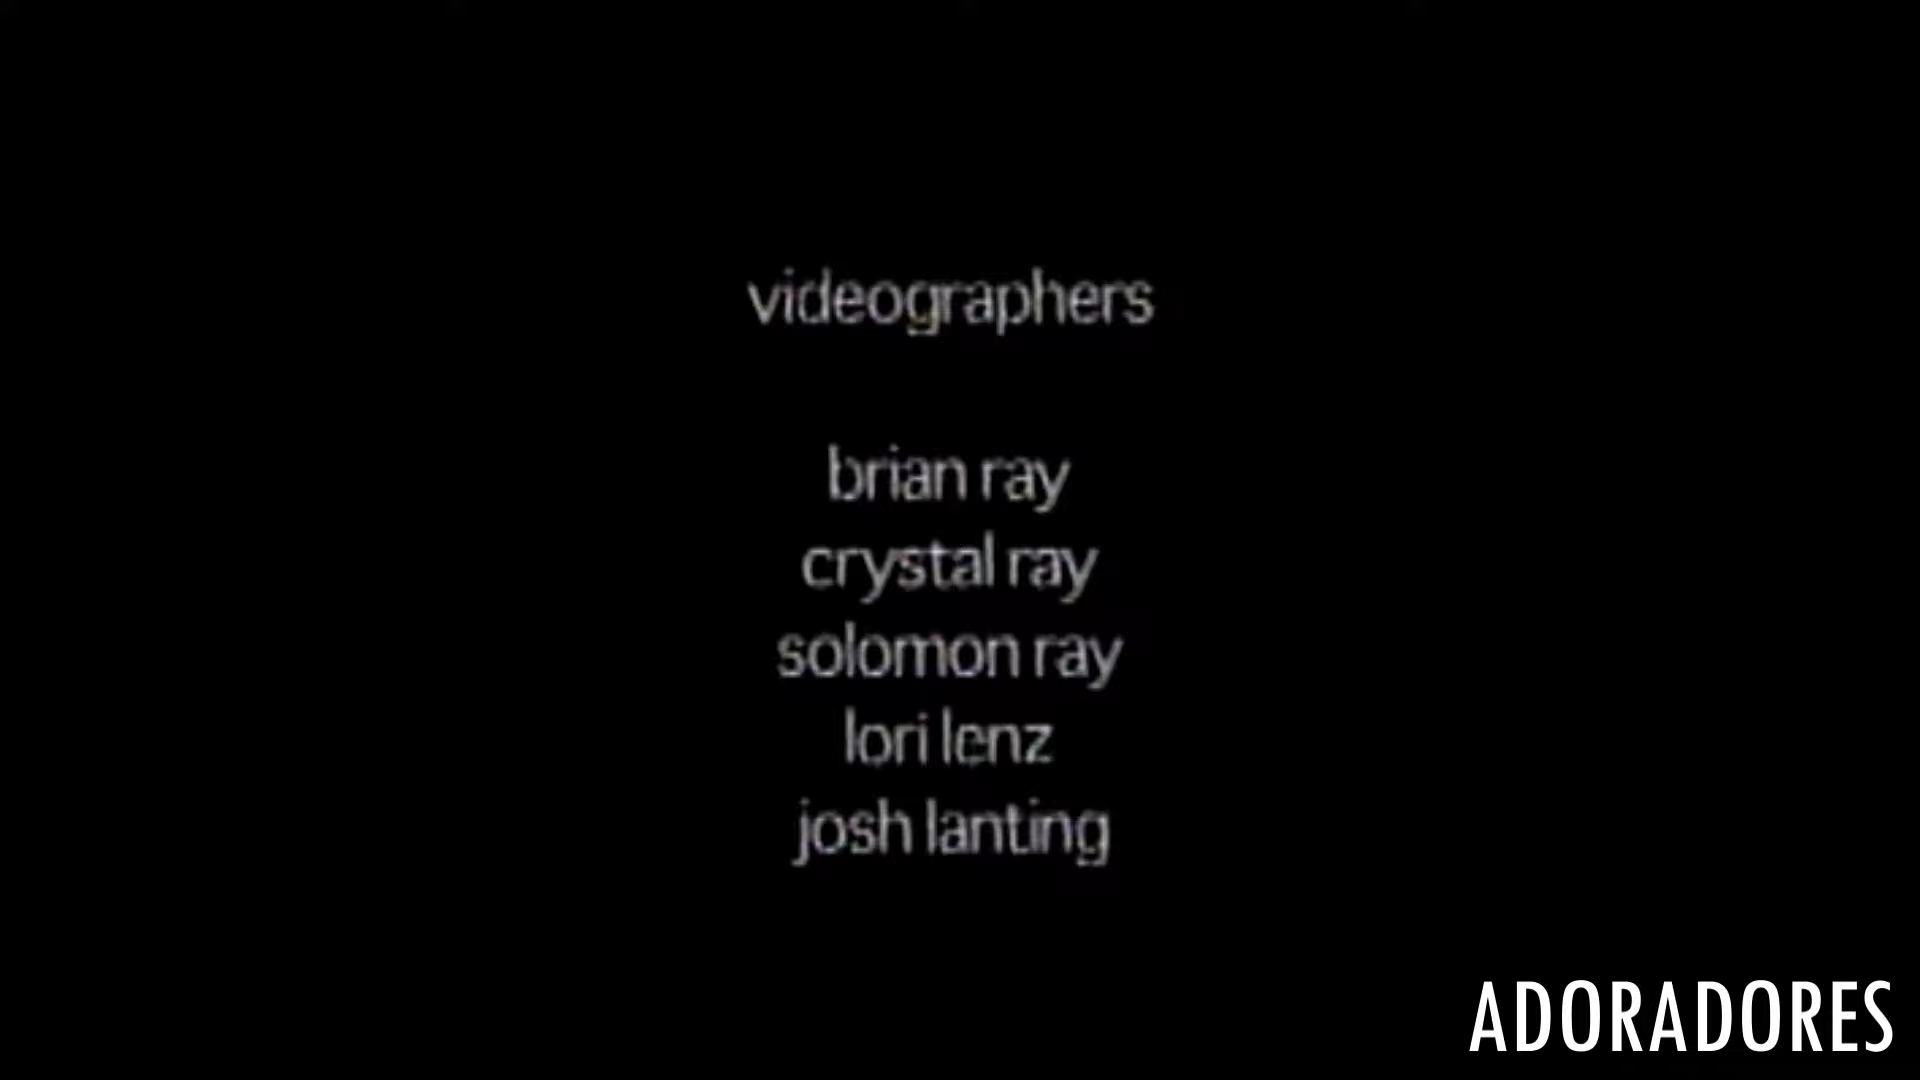 videographers
brian ray
crystal ray
solomon ray
lori lenz
josh lanting
ADORADORES